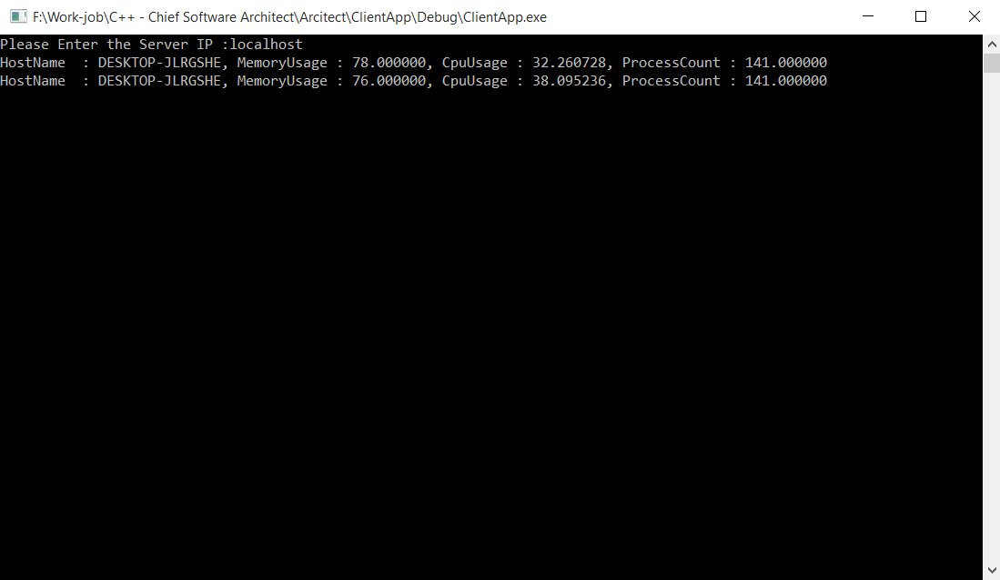 F:\Work-job\C++ - Chief Software Architect\Arcitect\ClientApp\Debug\ClientApp.exe
Please Enter the Server IP :localhost
HostName  : DESKTOP-JLRGSHE, MemoryUsage : 78.000000, CpuUsage : 32.260728, ProcessCount : 141.000000
HostName  : DESKTOP-JLRGSHE, MemoryUsage : 76.000000, CpuUsage : 38.095236, ProcessCount : 141.000000